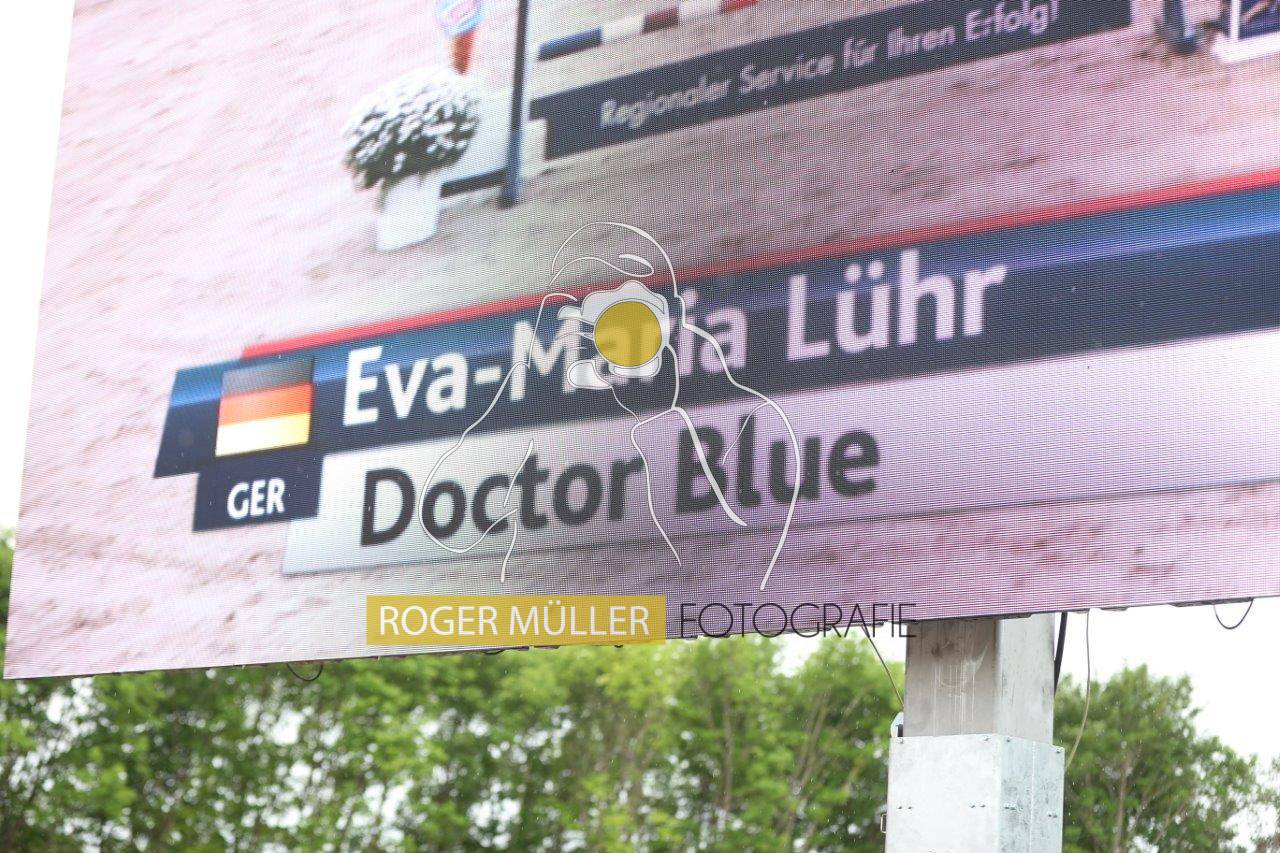 Regionaler Service für Ihren Erfolg!
Eva-Maria Lühr
GER
Doctor Blue
ROGER MÜLLER FOTOGRAFIE